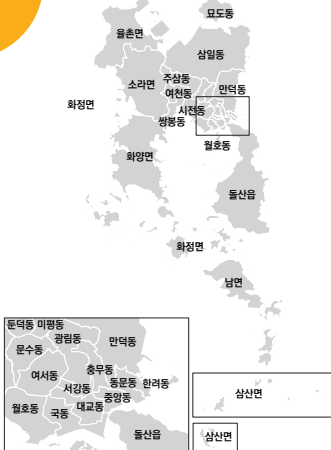 묘도동
율촌면
삼일동
소라면
주삼동
여천동
만덕동
화정면
시전동
쌍봉동
월호동
화양면
돌산읍
화정면
남면
둔덕동 미평동
광림동
만덕동
문수동
여서동
충무동
서강동
동문동
한려동
중앙동
월호동
국동
대교동
돌산읍
삼산면
삼산면